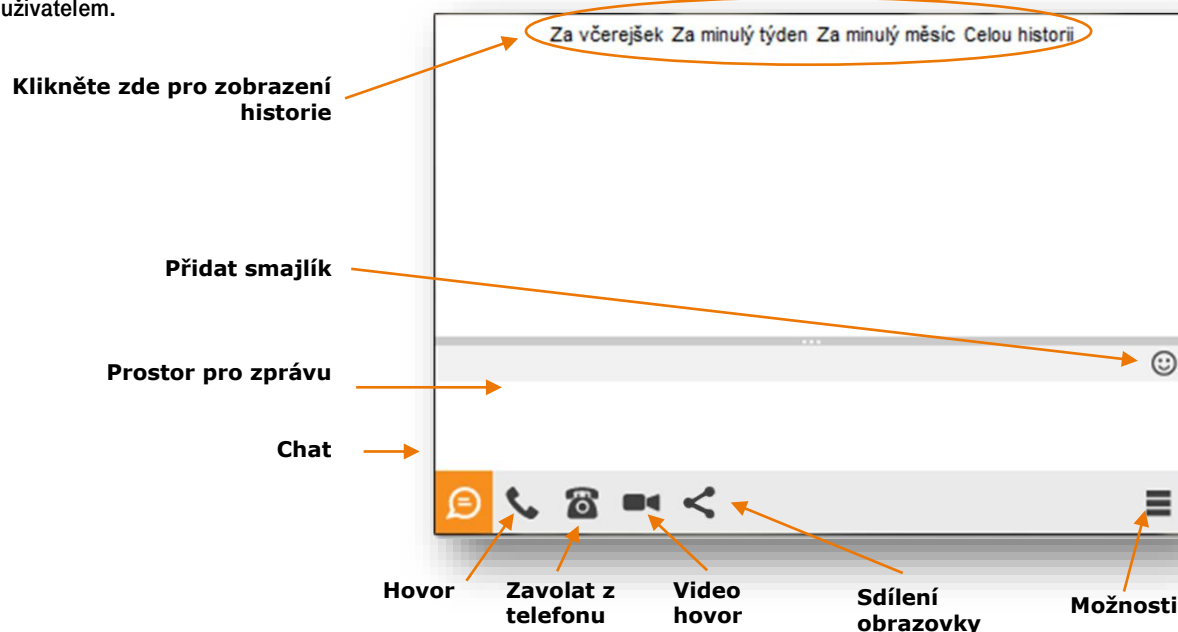 uživatelem.
Za včerejšek Za minulý týden Za minulý měsíc Celou historii
Klikněte zde pro zobrazení
historie
Přidat smajlík
Prostor pro zprávu
Chat
Hovor
Zavolat z
telefonu
Video
hovor
Sdílení
obrazovky
Možnosti